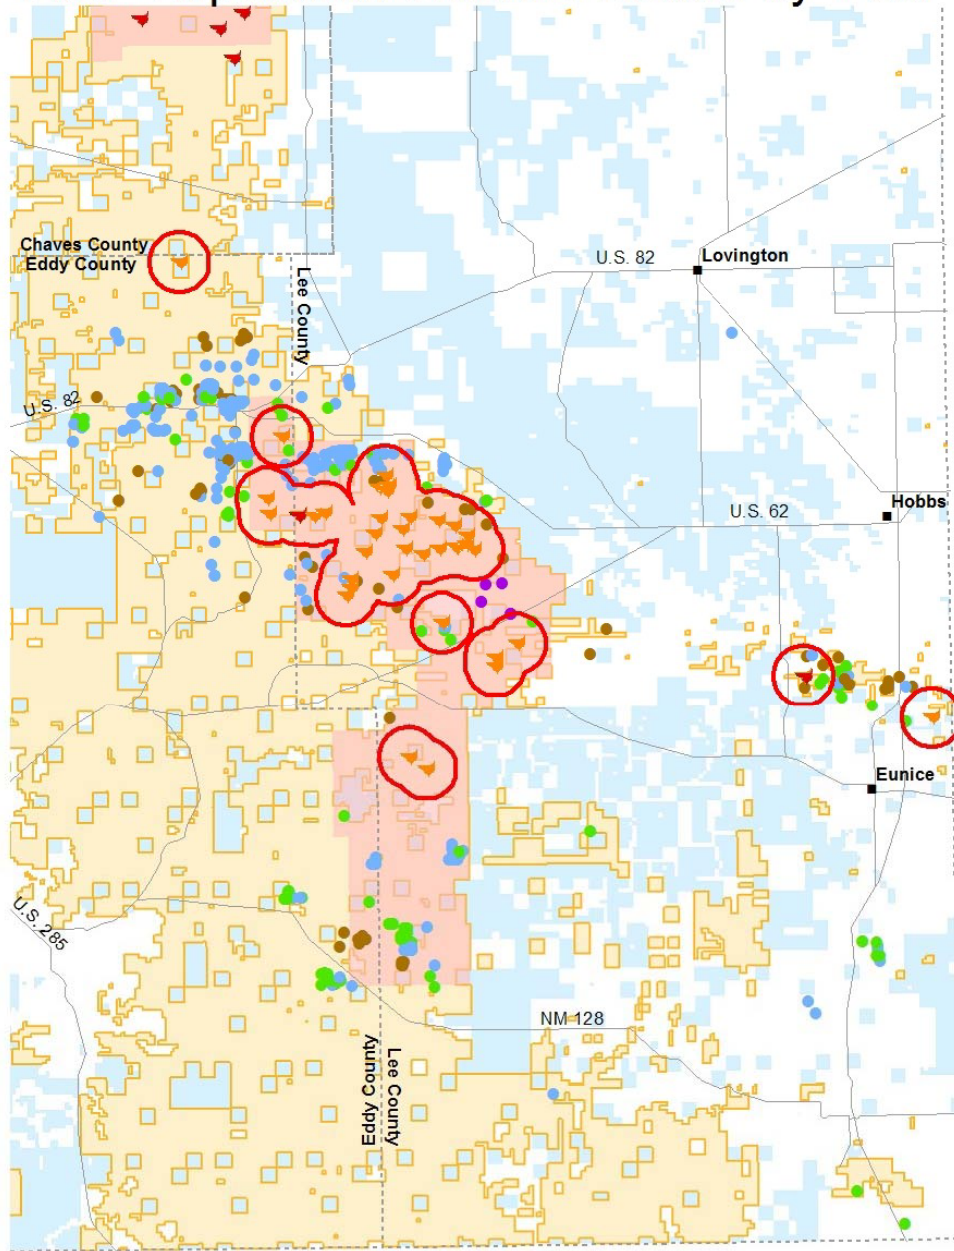 Chaves County
Eddy County
Lee County
U.S. 82
Lovington
U.S. 82
U.S. 62
Hobbs
Eunice
U.S. 285
NM 128
Eddy County
Lee County